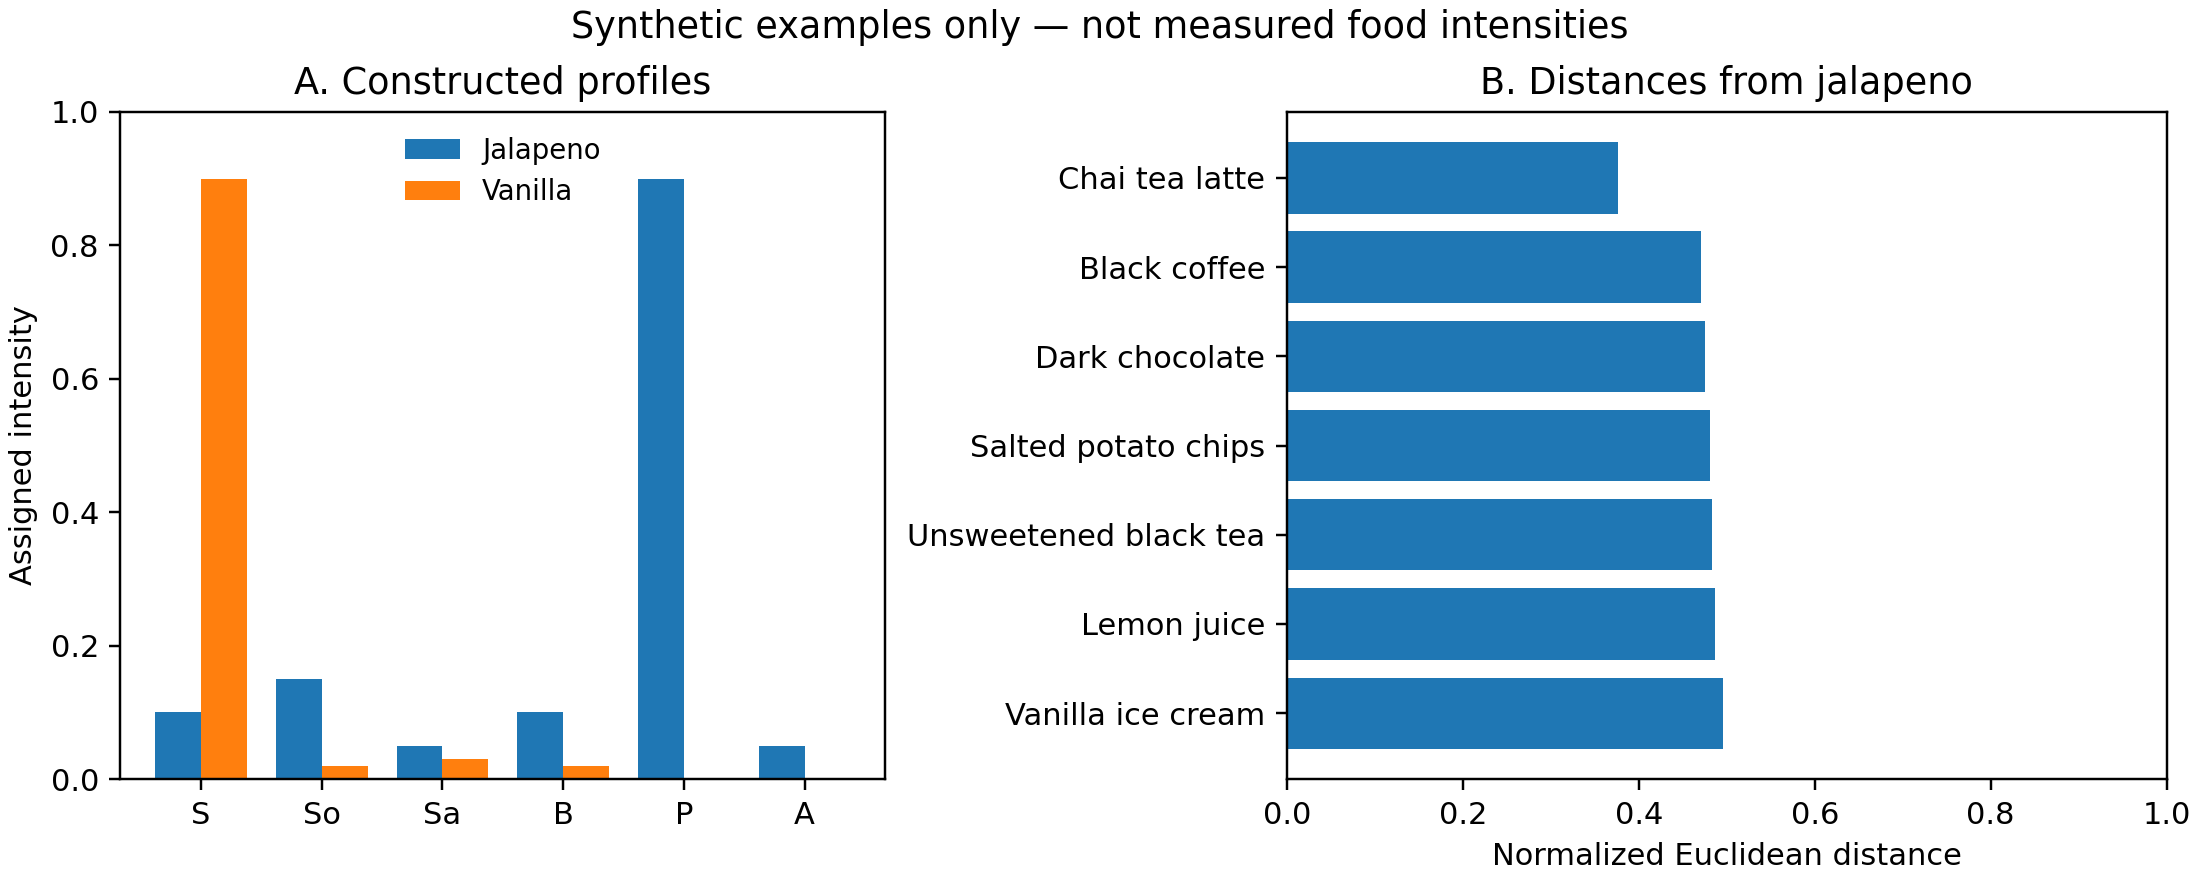 Synthetic examples only — not measured food intensities
A. Constructed profiles
Assigned intensity
1.0
0.8
0.6
0.4
0.2
0.0
Jalapeno
Vanilla
S
So
Sa
B
P
A
B. Distances from jalapeno
Chai tea latte
Black coffee
Dark chocolate
Salted potato chips
Unsweetened black tea
Lemon juice
Vanilla ice cream
0.0
0.2
0.4
0.6
0.8
1.0
Normalized Euclidean distance